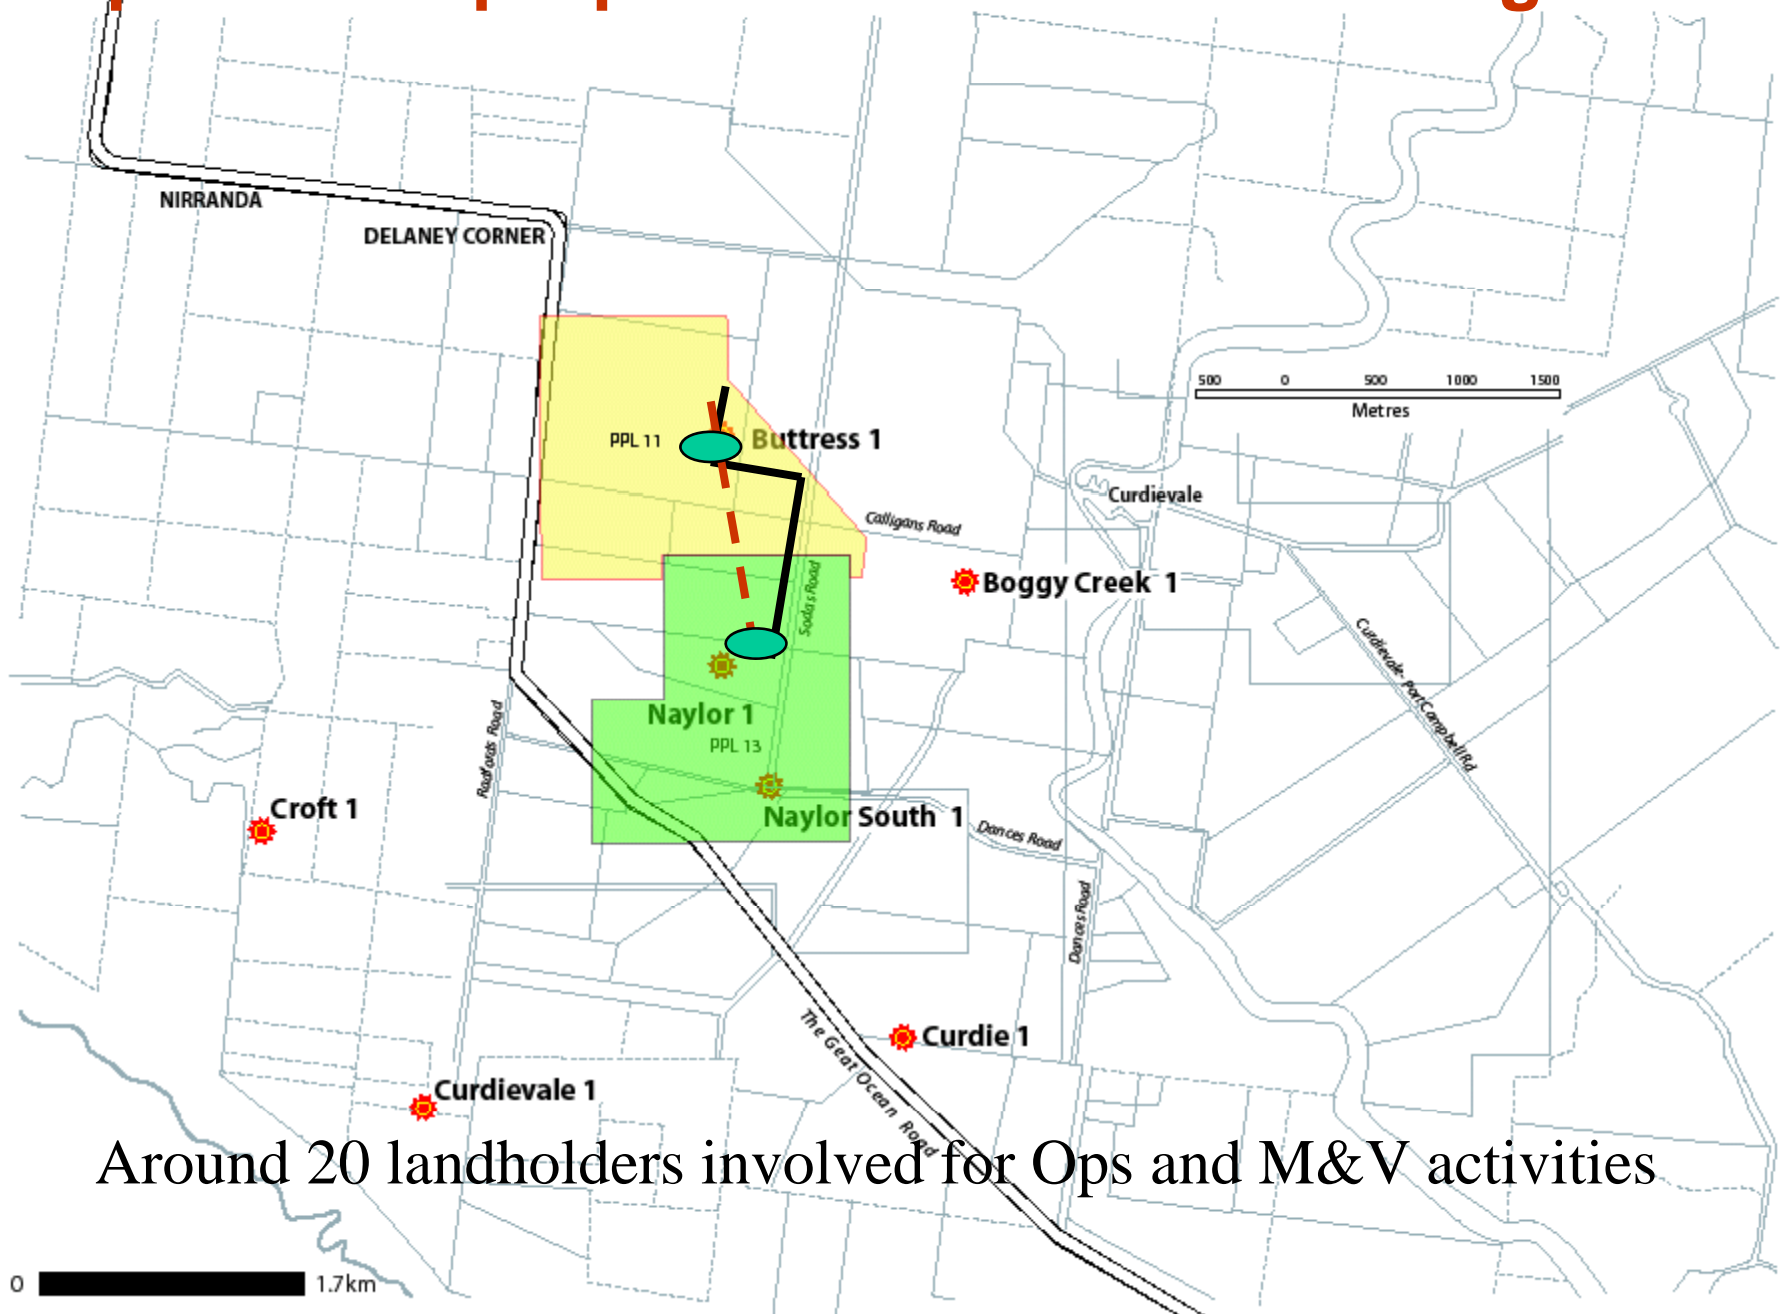 NIRRANDA
DELANEY CORNER
500 0 500 1000 1500
Metres
PPL 11
Buttress 1
Curdievale
Calligans Road
Boggy Creek 1
Sodas Road
Curdievale- Port Campbell Rd
Naylor 1
PPL 13
Radfords Road
Croft 1
Naylor South 1
Dances Road
Dances Road
The Geat Ocean Road
Curdie 1
Curdievale 1
Around 20 landholders involved for Ops and M&V activities
0 1.7km